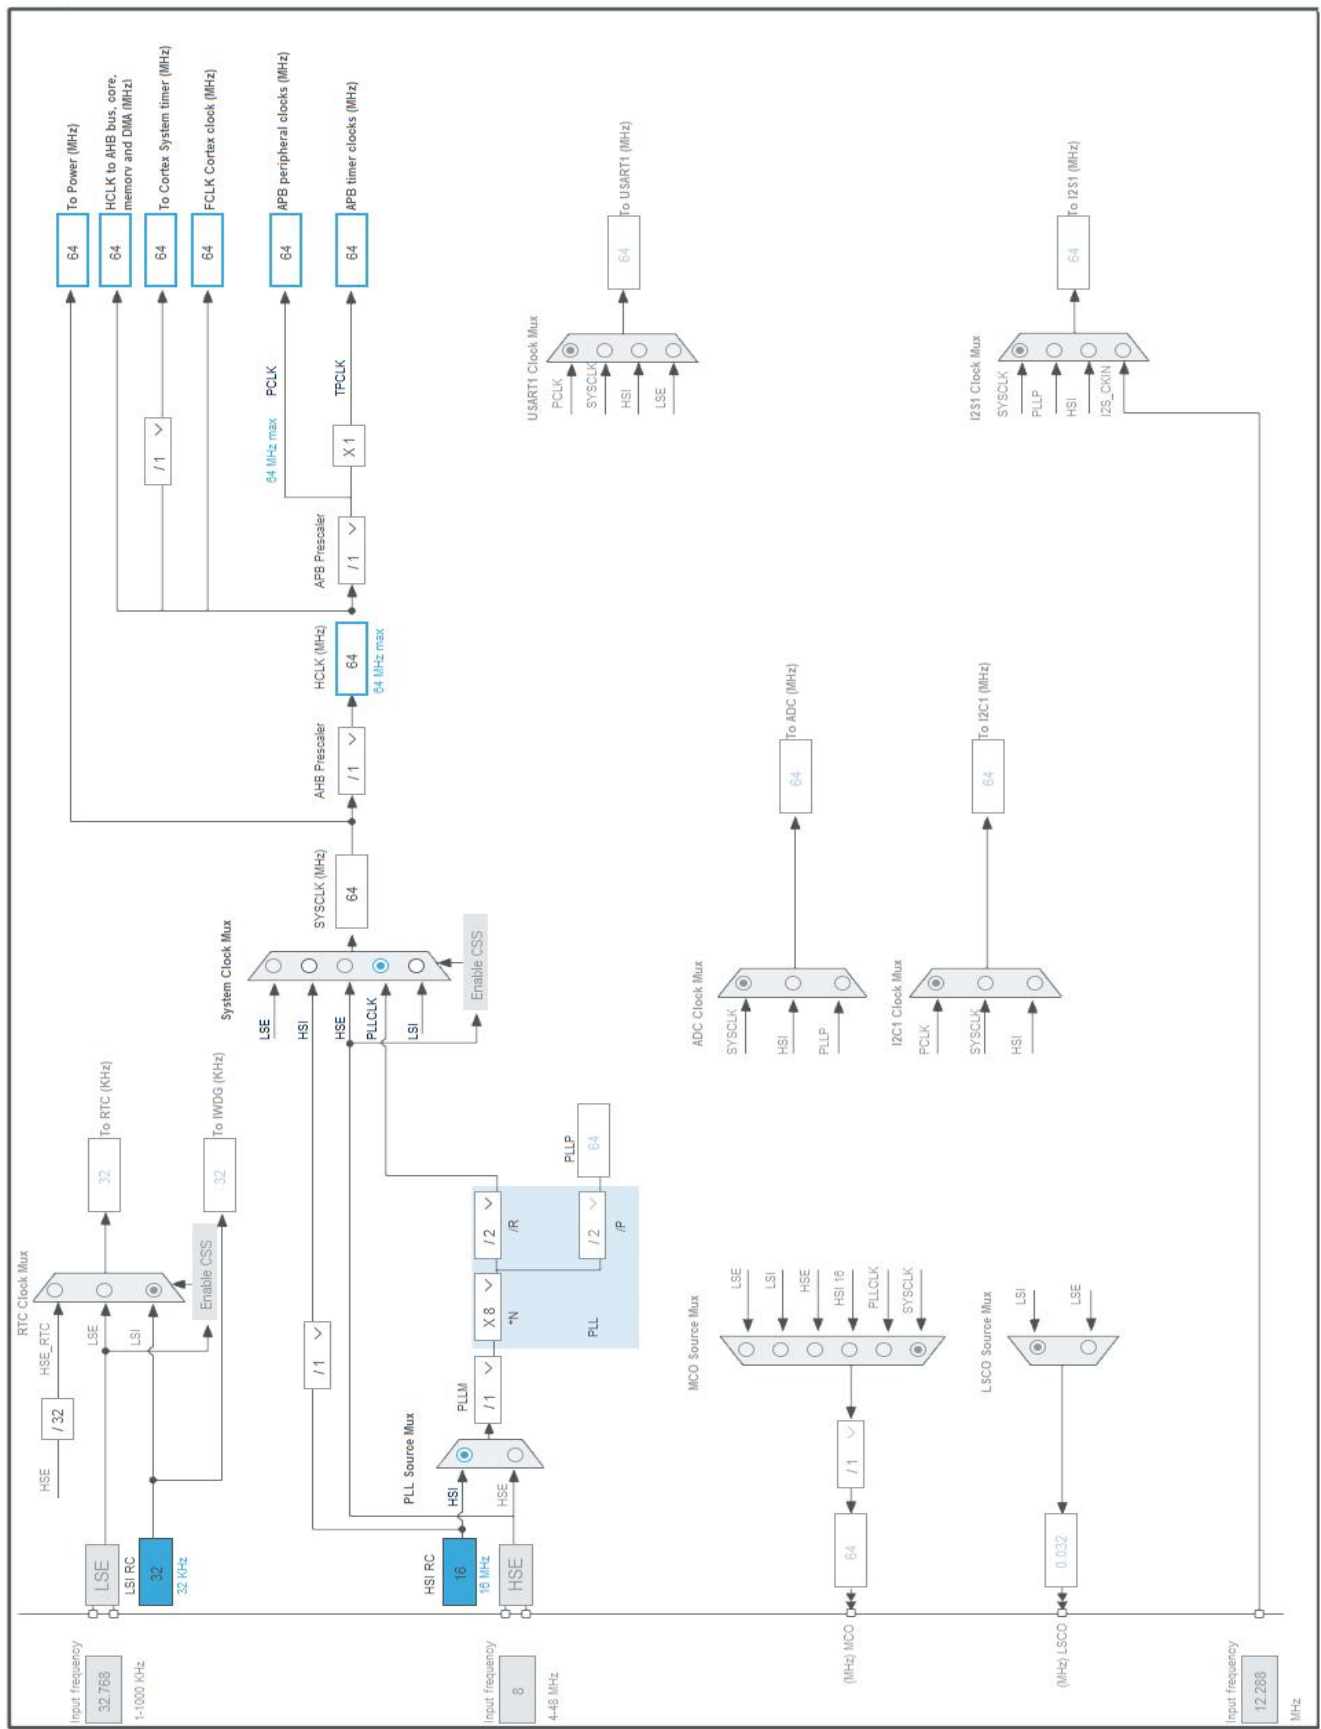 RTC Clock Mux
HSE
/ 32
HSE_RTC
32
To RTC (KHz)
Input frequency
32.768
1-1000 KHz
LSE
LSE
LSI RC
32
32 KHz
LSI
Enable CSS
32
To IWDG (KHz)
System Clock Mux
LSE
HSI
HSE
PLLCLK
LSI
Enable CSS
/ 1
SYSCLK (MHz)
64
AHB Prescaler
/ 1
HCLK (MHz)
64
64 MHz max
APB Prescaler
/ 1
/ 1
64 MHz max
PCLK
X 1
TPCLK
64
To Power (MHz)
64
HCLK to AHB bus, core,
memory and DMA (MHz)
64
To Cortex System timer (MHz)
64
FCLK Cortex clock (MHz)
64
APB peripheral clocks (MHz)
64
APB timer clocks (MHz)
PLL Source Mux
HSI RC
16
16 MHz
HSI
HSE
Input frequency
8
4-48 MHz
HSE
PLLM
/ 1
X 8
*N
/ 2
/R
PLLP
/ 2
/P
64
PLL
USART1 Clock Mux
PCLK
SYSCLK
HSI
LSE
64
To USART1 (MHz)
MCO Source Mux
LSE
LSI
HSE
HSI 16
PLLCLK
SYSCLK
(MHz) MCO
64
/ 1
ADC Clock Mux
SYSCLK
HSI
PLLP
64
To ADC (MHz)
I2C1 Clock Mux
PCLK
SYSCLK
HSI
64
To I2C1 (MHz)
I2S1 Clock Mux
SYSCLK
PLLP
HSI
I2S_CKIN
64
To I2S1 (MHz)
LSCO Source Mux
LSI
LSE
(MHz) LSCO
0.032
Input frequency
12.288
MHz